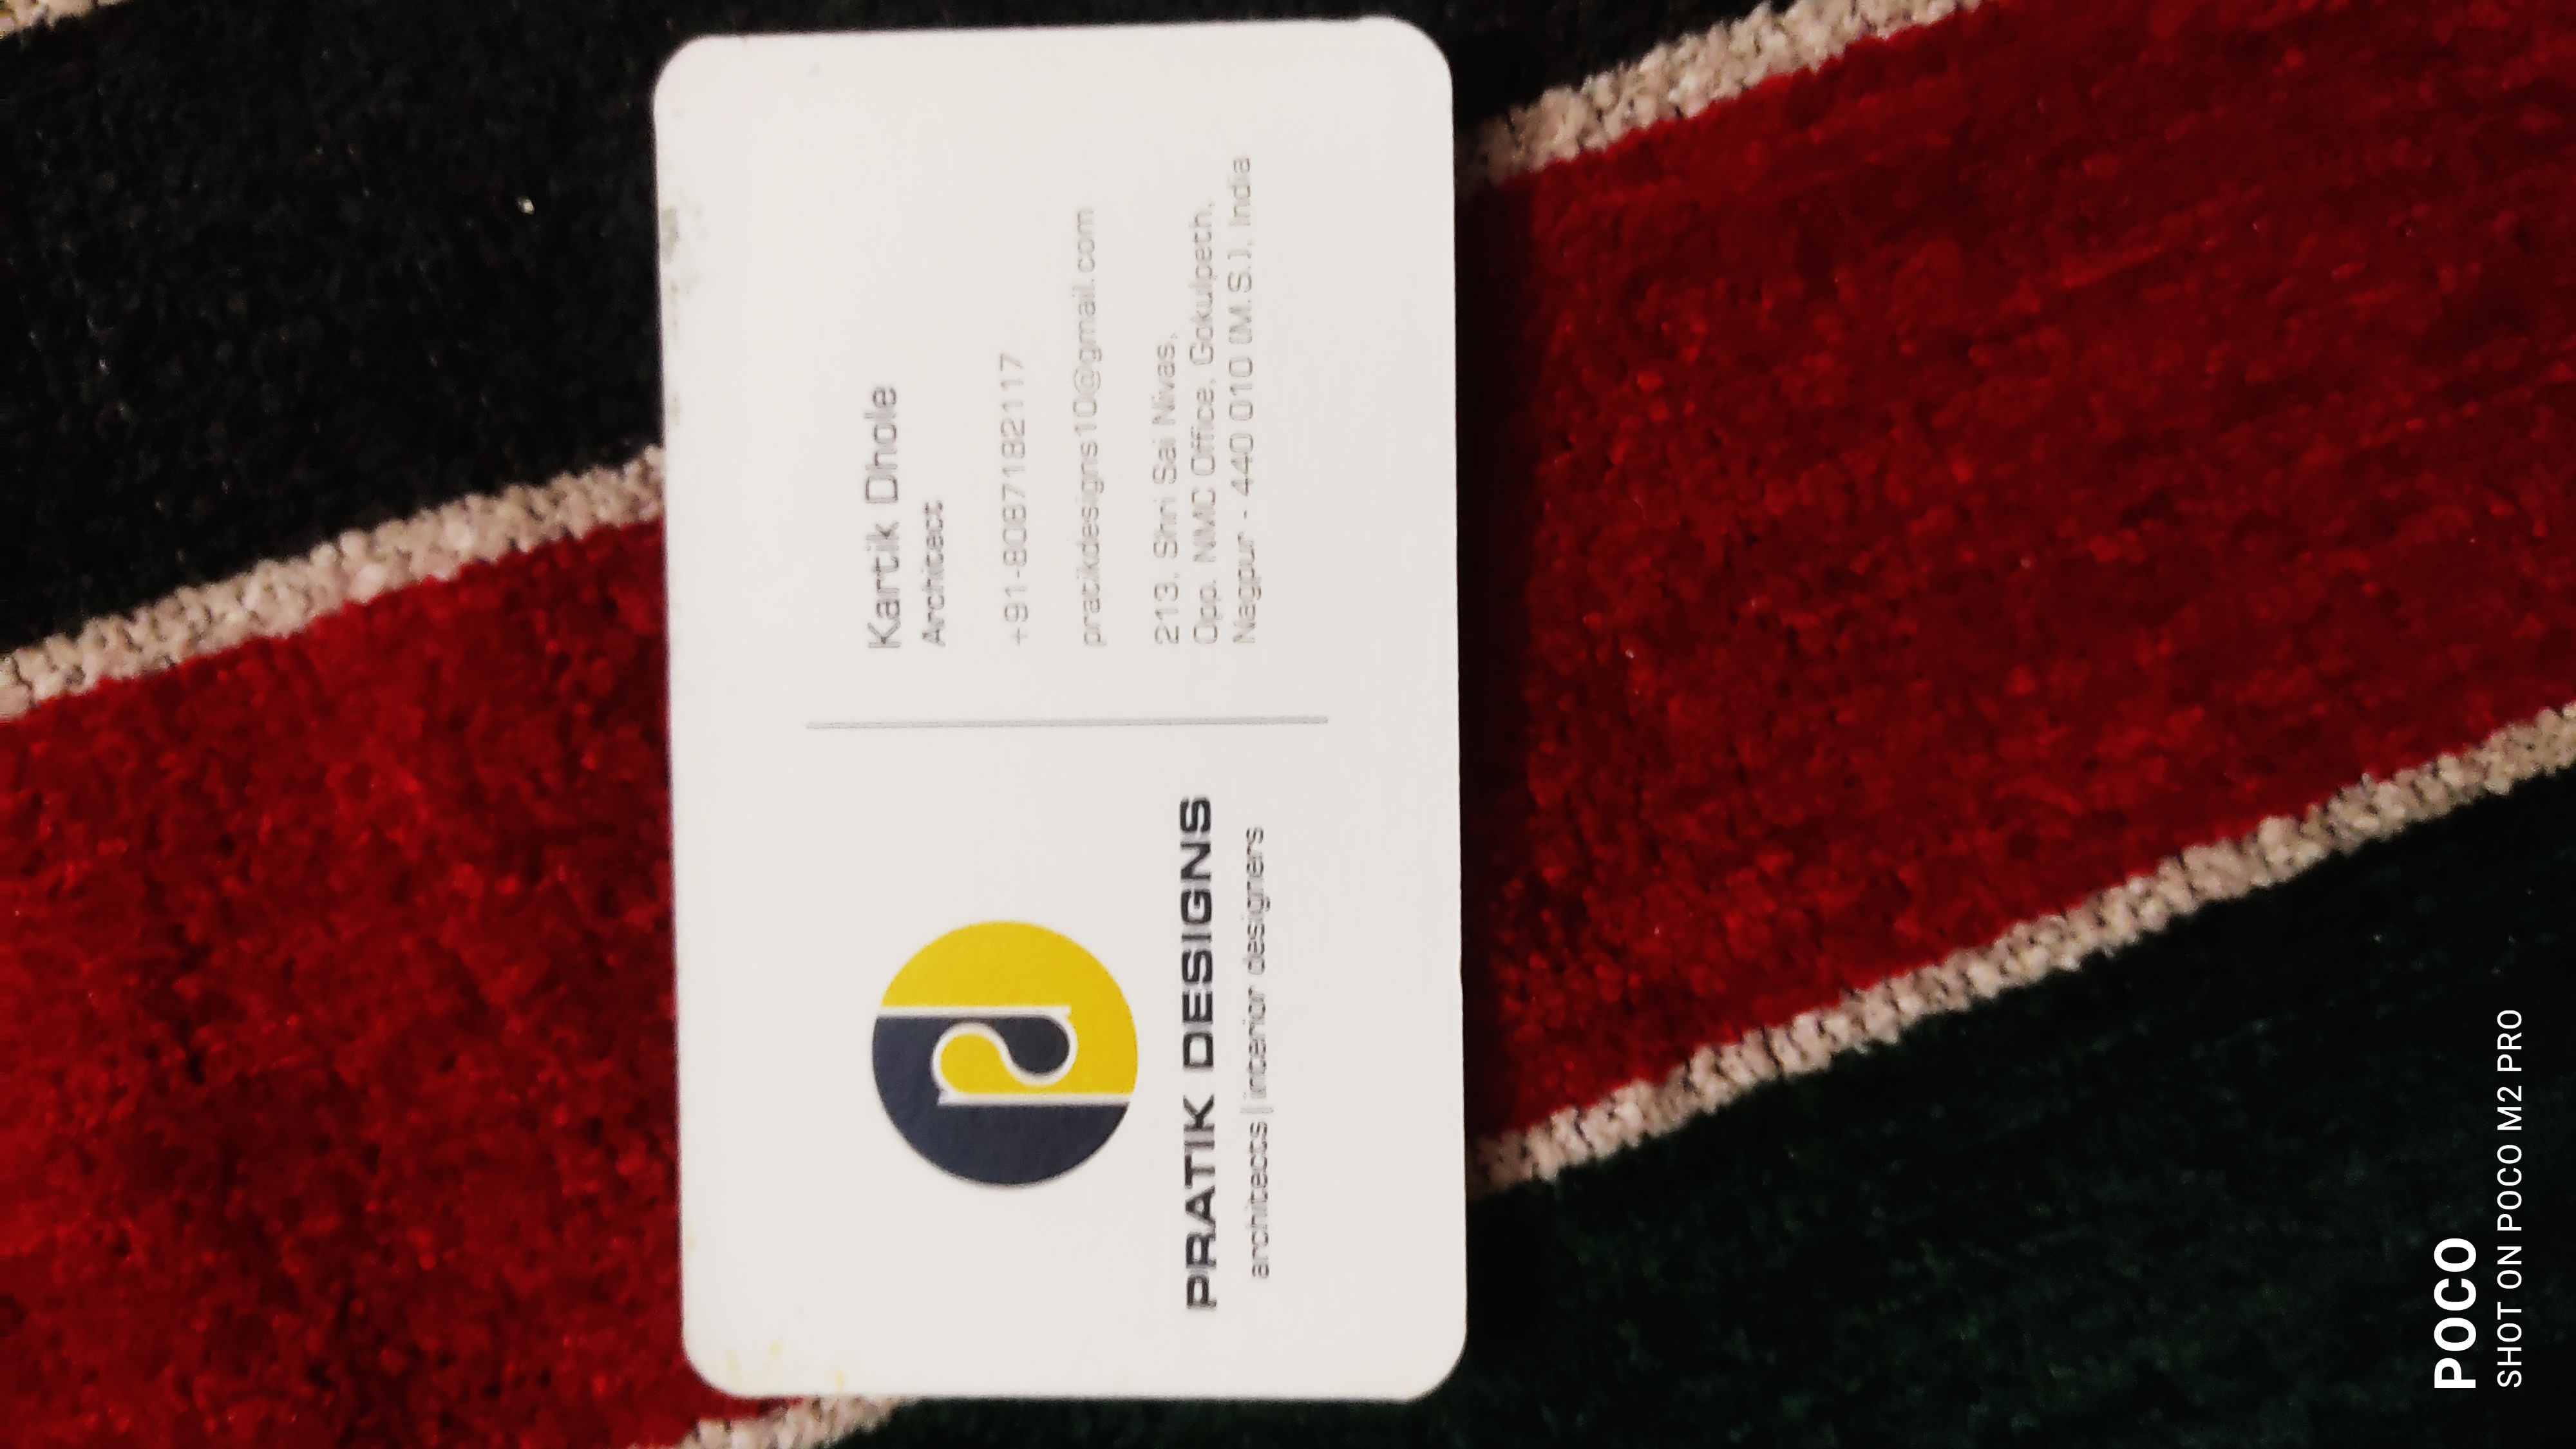 pd
PRATIK DESIGNS
architects|interior designers
Kartik Dhole
Architect
+91-8087182117
pratikdesigns10@gmail.com
213, Shri Sai Nivas,
Opp. NMC Office, Gokulpeth,
Nagpur - 440 010 (M.S.), India
POCO
SHOT ON POCO M2 PRO